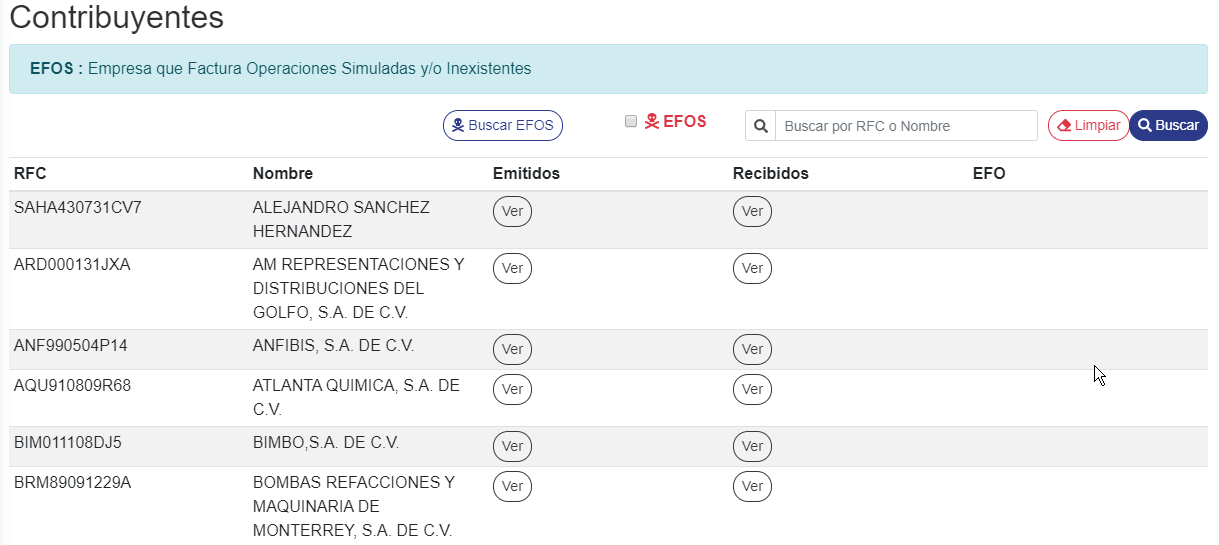 Contribuyentes
EFOS : Empresa que Factura Operaciones Simuladas y/o Inexistentes
Buscar EFOS EFOS Buscar por RFC o Nombre Limpiar Buscar
RFC Nombre Emitidos Recibidos EFO
SAHA430731CV7 ALEJANDRO SANCHEZ Ver Ver
HERNANDEZ
ARD000131JXA AM REPRESENTACIONES Y Ver Ver
DISTRIBUCIONES DEL
GOLFO, S.A. DE C.V.
ANF990504P14 ANFIBIS, S.A. DE C.V. Ver Ver
AQU910809R68 ATLANTA QUIMICA, S.A. DE Ver Ver
C.V.
BIM011108DJ5 BIMBO,S.A. DE C.V. Ver Ver
BRM89091229A BOMBAS REFACCIONES Y Ver Ver
MAQUINARIA DE
MONTERREY, S.A. DE C.V.